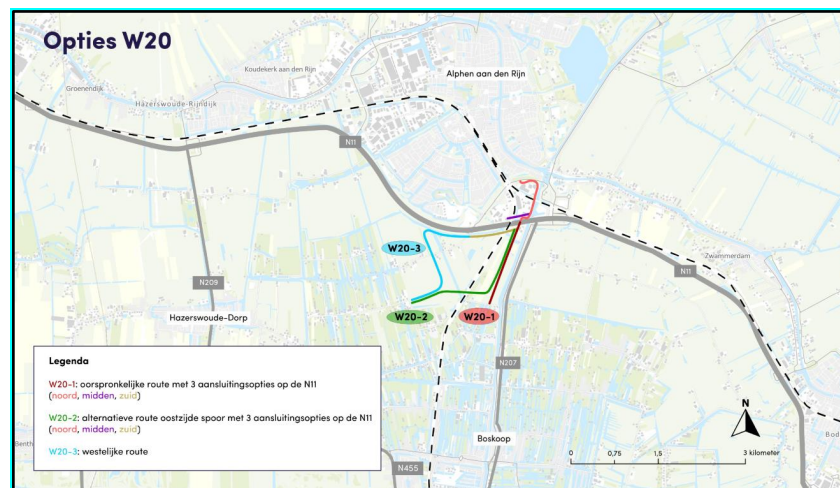 Opties W20
Alphen aan den Rijn
Koudekerk aan den Rijn
Groenendijk
Hazerswoude-Rijndijk
N11
W20-3
Zwammerdam
N209
N11
W20-2
W20-1
Hazerswoude-Dorp
N207
Legenda
W20-1: oorspronkelijke route met 3 aansluitingsopties op de N11
(noord, midden, zuid)
W20-2: alternatieve route oostzijde spoor met 3 aansluitingsopties op de N11
(noord, midden, zuid)
W20-3: westelijke route
Benth
Boskoop
N455
N
Bod
0 0,75 1,5 3 kilometer